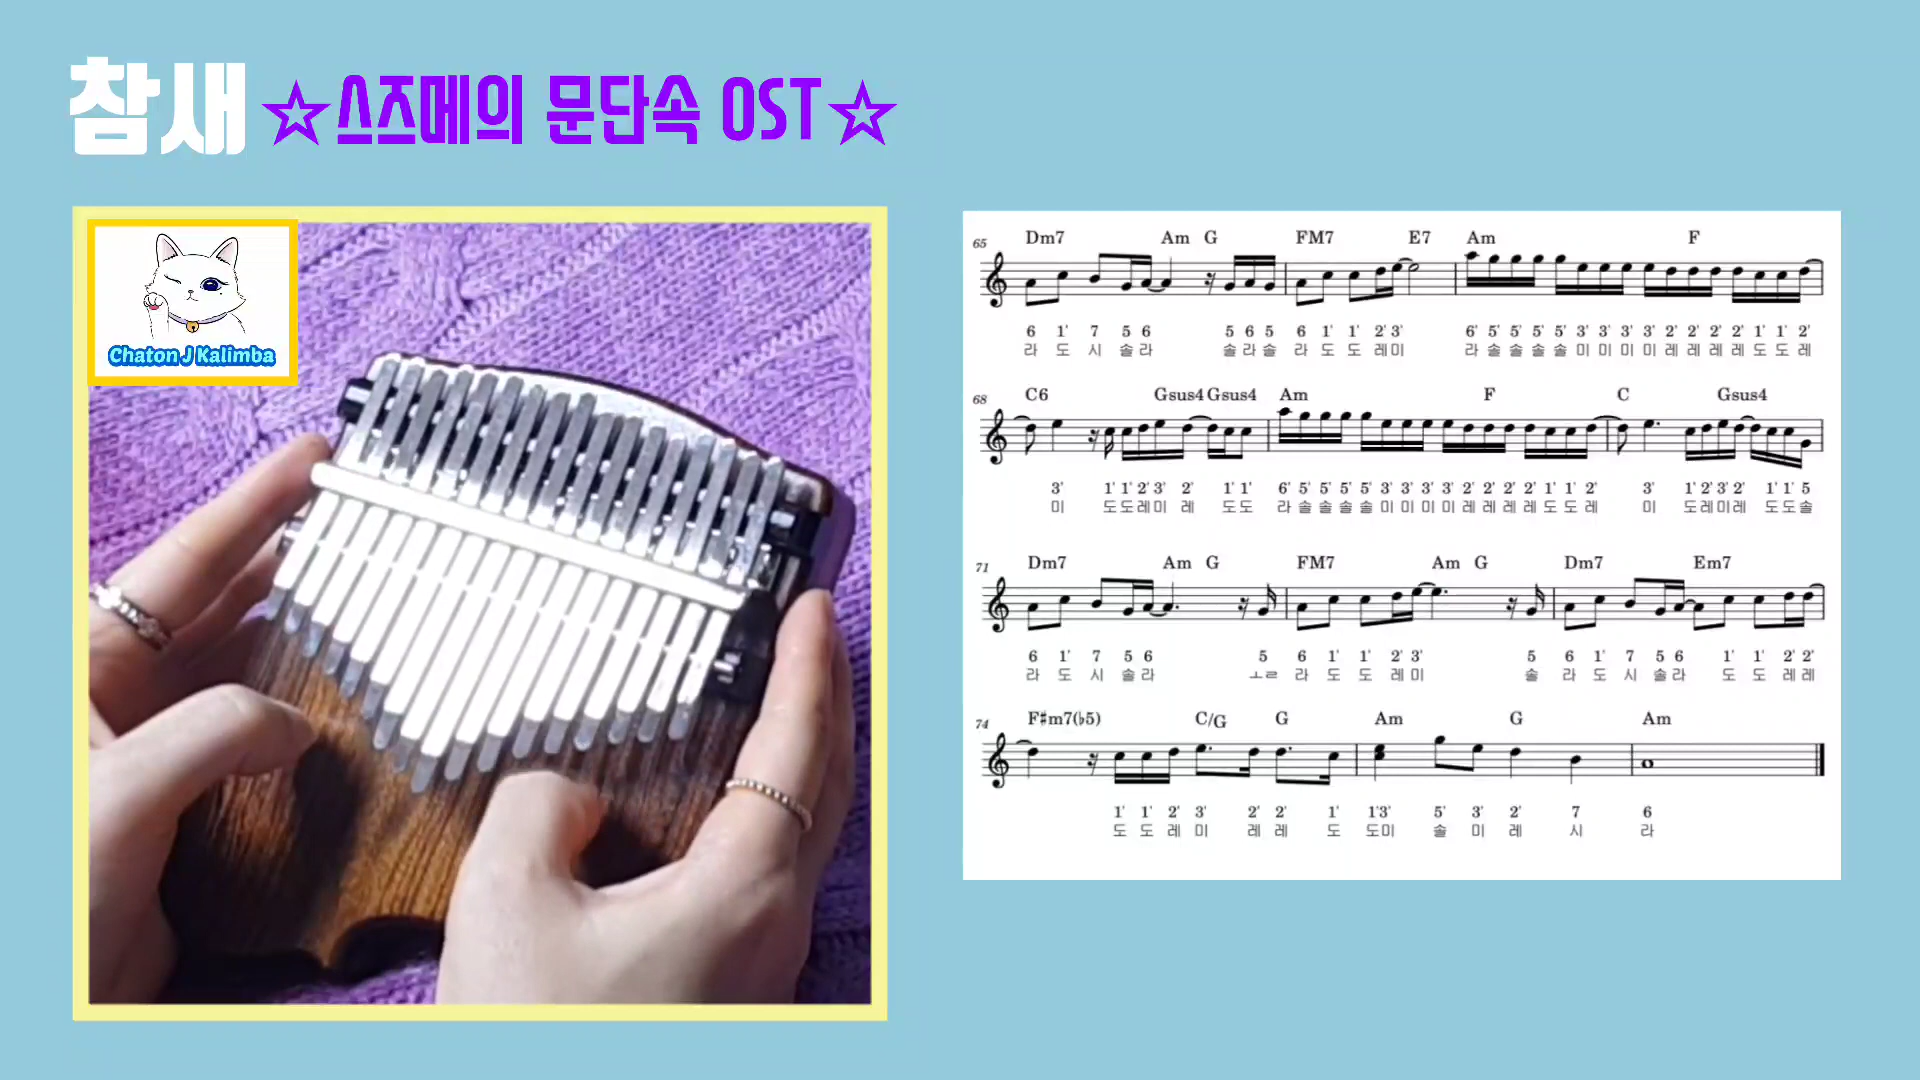 참새 ☆스즈메의 문단속 OST☆
Chaton J Kalimba
65 Dm7 Am G FM7 E7 Am F
6 1' 7 5 6 5 6 5 6 1' 1' 2' 3' 6' 5' 5' 5' 5' 3' 3' 3' 3' 2' 2' 2' 2' 1' 1' 2'
라 도 시 솔 라 솔 라 솔 라 도 도 레 미 라 솔 솔 솔 솔 미 미 미 미 레 레 레 레 도 도 레
68 C6 Gsus4 Gsus4 Am F C Gsus4
3' 1' 1' 2' 3' 2' 1' 1' 6' 5' 5' 5' 5' 3' 3' 3' 3' 2' 2' 2' 2' 1' 1' 2' 3' 1' 2' 3' 2' 1' 1' 5
미 도 도 레 미 레 도 도 라 솔 솔 솔 솔 미 미 미 미 레 레 레 레 도 도 레 미 도 레 미 레 도 도 솔
71 Dm7 Am G FM7 Am G Dm7 Em7
6 1' 7 5 6 5 6 1' 1' 2' 3' 5 6 1' 7 5 6 1' 1' 2' 2'
라 도 시 솔 라 ㅗㄹ 라 도 도 레 미 솔 라 도 시 솔 라 도 도 레 레
74 F#m7(♭5) C/G G Am G Am
1' 1' 2' 3' 2' 2' 1' 1'3' 5' 3' 2' 7 6
도 도 레 미 레 레 도 도미 솔 미 레 시 라